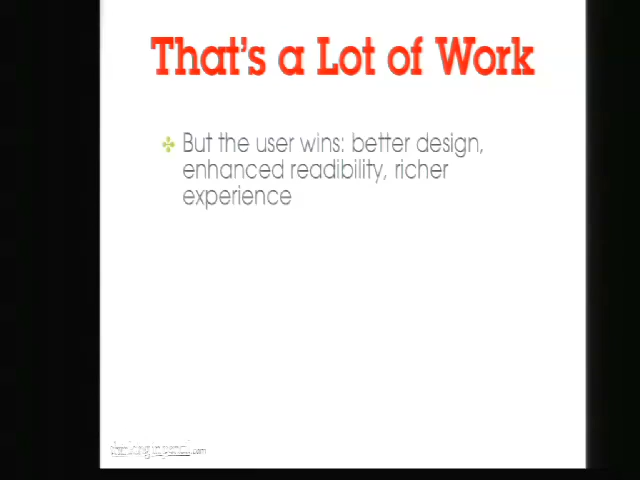 That's a Lot of Work
But the user wins: better design,
enhanced readibility, richer
experience